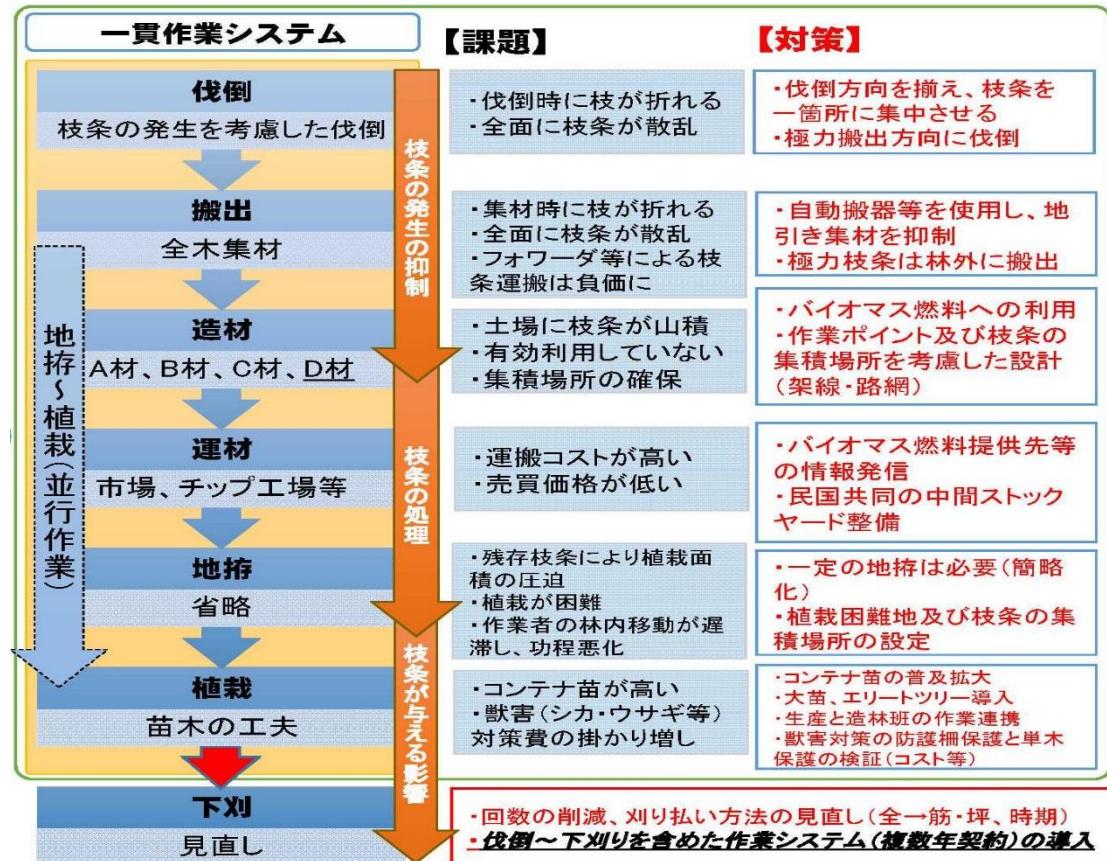 一貫作業システム
【課題】
【対策】
伐倒
枝条の発生を考慮した伐倒
・伐倒時に枝が折れる
・全面に枝条が散乱
・伐倒方向を揃え、枝条を
一箇所に集中させる
・極力搬出方向に伐倒
搬出
全木集材
・集材時に枝が折れる
・全面に枝条が散乱
・フォワーダ等による枝
条運搬は負価に
・自動搬器等を使用し、地
引き集材を抑制
・極力枝条は林外に搬出
造材
A材、B材、C材、D材
・土場に枝条が山積
・有効利用していない
・集積場所の確保
・バイオマス燃料への利用
・作業ポイント及び枝条の
集積場所を考慮した設計
(架線・路網)
運材
市場、チップ工場等
・運搬コストが高い
・売買価格が低い
・バイオマス燃料提供先等
の情報発信
・民国共同の中間ストック
ヤード整備
地拵
省略
・残存枝条により植栽面
積の圧迫
・植栽が困難
・作業者の林内移動が遅
滞し、功程悪化
・一定の地拵は必要(簡略
化)
・植栽困難地及び枝条の集
積場所の設定
植栽
苗木の工夫
・コンテナ苗が高い
・獣害(シカ・ウサギ等)
対策費の掛かり増し
・コンテナ苗の普及拡大
・大苗、エリートツリー導入
・生産と造林班の作業連携
・獣害対策の防護柵保護と単木
保護の検証(コスト等)
下刈
見直し
・回数の削減、刈り払い方法の見直し(全→筋・坪、時期)
・伐倒～下刈りを含めた作業システム(複数年契約)の導入
地拵～植栽(並行作業)
枝条の発生の抑制
枝条の処理
枝条が与える影響